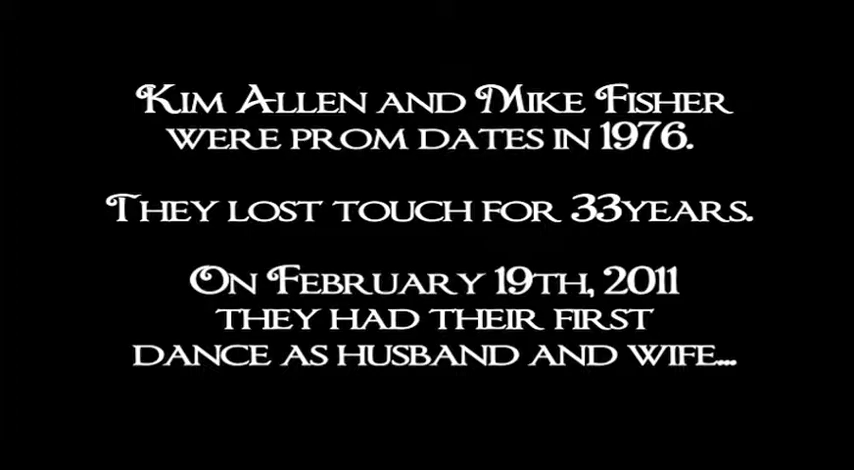 Kim Allen and Mike Fisher
were prom dates in 1976.
They lost touch for 33years.
On February 19th, 2011
they had their first
dance as husband and wife...